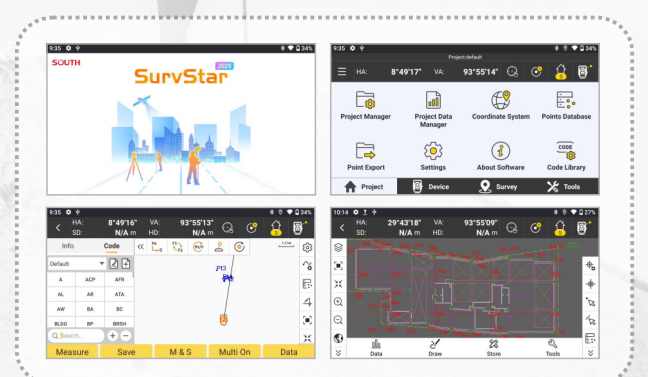 9:35
34%
SOUTH
2025
SurvStar
9:35
34%
Project:default
HA: 8°49'17" VA: 93°55'14"
Project Manager
Project Data Manager
Coordinate System
Points Database
CODE
Point Export
Settings
About Software
Code Library
Project Device Survey Tools
9:35
34%
HA: 8°49'16" VA: 93°55'13"
SD: N/A m HD: N/A m
Info Code
Default
A ACP AFR
AL AR ATA
AW BA BC
BLDG BP BRSH
Search...
Pt3
Measure Save M & S Multi On Data
10:14
27%
HA: 29°43'18" VA: 93°55'09"
SD: N/A m HD: N/A m
Data Draw Store Tools